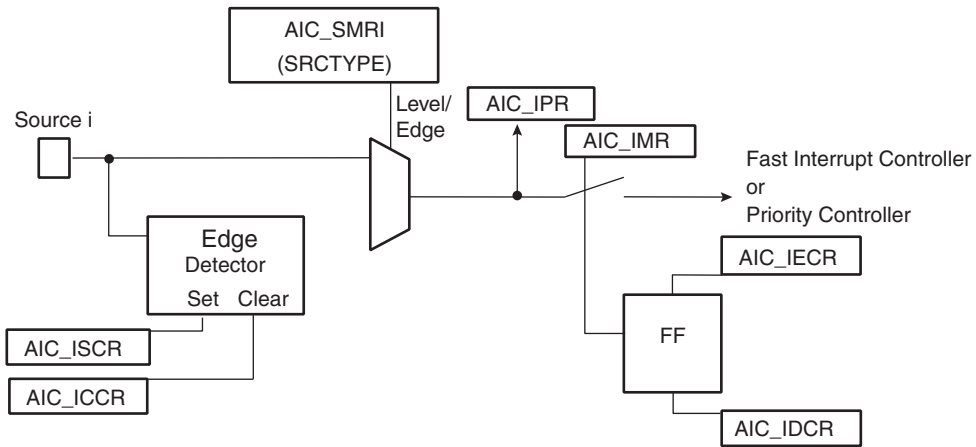 AIC_SMRI
(SRCTYPE)
Level/
Edge
Source i
AIC_IPR
AIC_IMR
Fast Interrupt Controller
or
Priority Controller
Edge
Detector
Set Clear
AIC_IECR
FF
AIC_ISCR
AIC_ICCR
AIC_IDCR